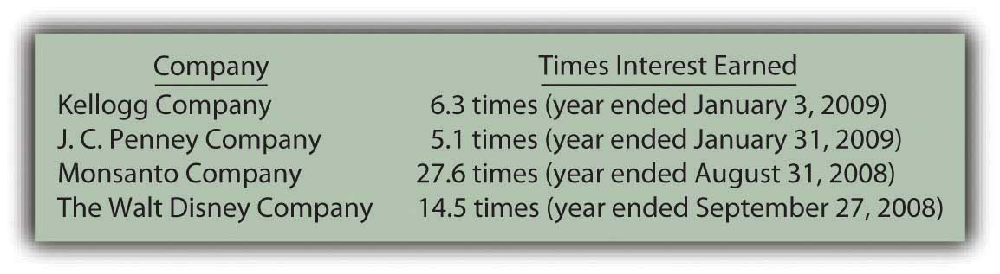 Company Times Interest Earned
Kellogg Company 6.3 times (year ended January 3, 2009)
J. C. Penney Company 5.1 times (year ended January 31, 2009)
Monsanto Company 27.6 times (year ended August 31, 2008)
The Walt Disney Company 14.5 times (year ended September 27, 2008)